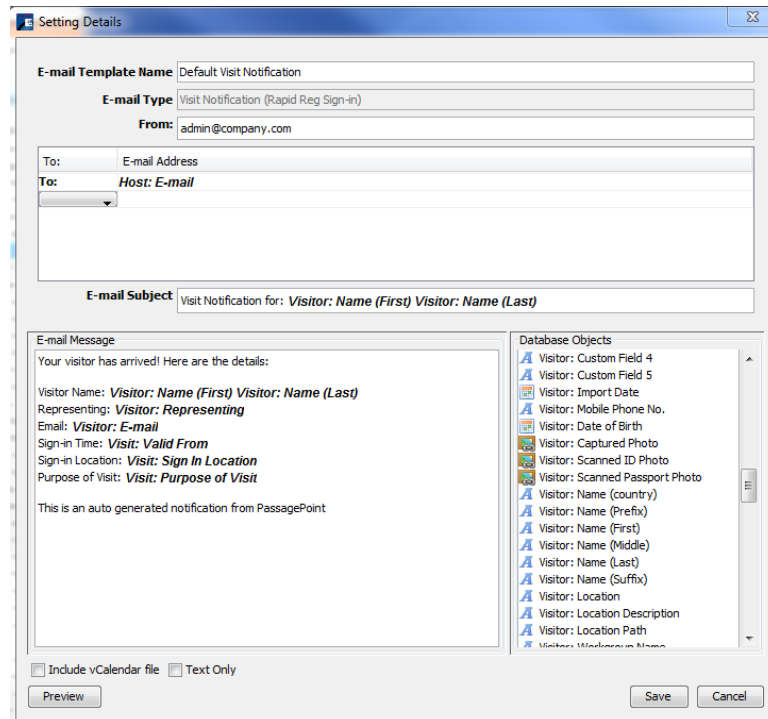 Setting Details
E-mail Template Name Default Visit Notification
E-mail Type Visit Notification (Rapid Reg Sign-in)
From: admin@company.com
To: E-mail Address
To: Host: E-mail
E-mail Subject Visit Notification for: Visitor: Name (First) Visitor: Name (Last)
E-mail Message
Your visitor has arrived! Here are the details:
Visitor Name: Visitor: Name (First) Visitor: Name (Last)
Representing: Visitor: Representing
Email: Visitor: E-mail
Sign-in Time: Visit: Valid From
Sign-in Location: Visit: Sign In Location
Purpose of Visit: Visit: Purpose of Visit
This is an auto generated notification from PassagePoint
Database Objects
Visitor: Custom Field 4
Visitor: Custom Field 5
Visitor: Import Date
Visitor: Mobile Phone No.
Visitor: Date of Birth
Visitor: Captured Photo
Visitor: Scanned ID Photo
Visitor: Scanned Passport Photo
Visitor: Name (country)
Visitor: Name (Prefix)
Visitor: Name (First)
Visitor: Name (Middle)
Visitor: Name (Last)
Visitor: Name (Suffix)
Visitor: Location
Visitor: Location Description
Visitor: Location Path
Visitor: Workgroup Name
Include vCalendar file Text Only
Preview Save Cancel